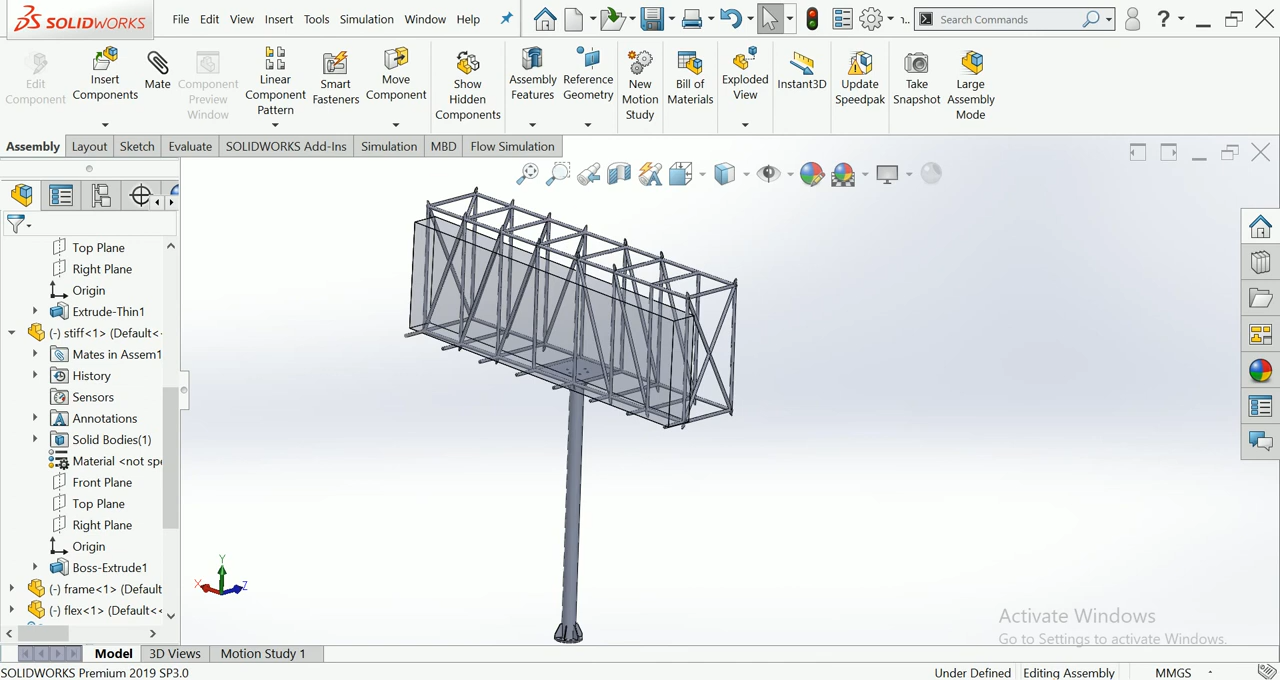 SOLIDWORKS
File Edit View Insert Tools Simulation Window Help
Search Commands
?
Edit Component
Insert Components
Mate
Component Preview Window
Linear Component Pattern
Smart Fasteners
Move Component
Show Hidden Components
Assembly Features
Reference Geometry
New Motion Study
Bill of Materials
Exploded View
Instant3D
Update Speedpak
Take Snapshot
Large Assembly Mode
Assembly Layout Sketch Evaluate SOLIDWORKS Add-Ins Simulation MBD Flow Simulation
Top Plane
Right Plane
Origin
Extrude-Thin1
(-) stiff<1> (Default<
Mates in Assem1
History
Sensors
Annotations
Solid Bodies(1)
Material <not spe
Front Plane
Top Plane
Right Plane
Origin
Boss-Extrude1
(-) frame<1> (Default
(-) flex<1> (Default<<
Y
X
Z
Activate Windows
Go to Settings to activate Windows.
Model 3D Views Motion Study 1
SOLIDWORKS Premium 2019 SP3.0
Under Defined Editing Assembly MMGS